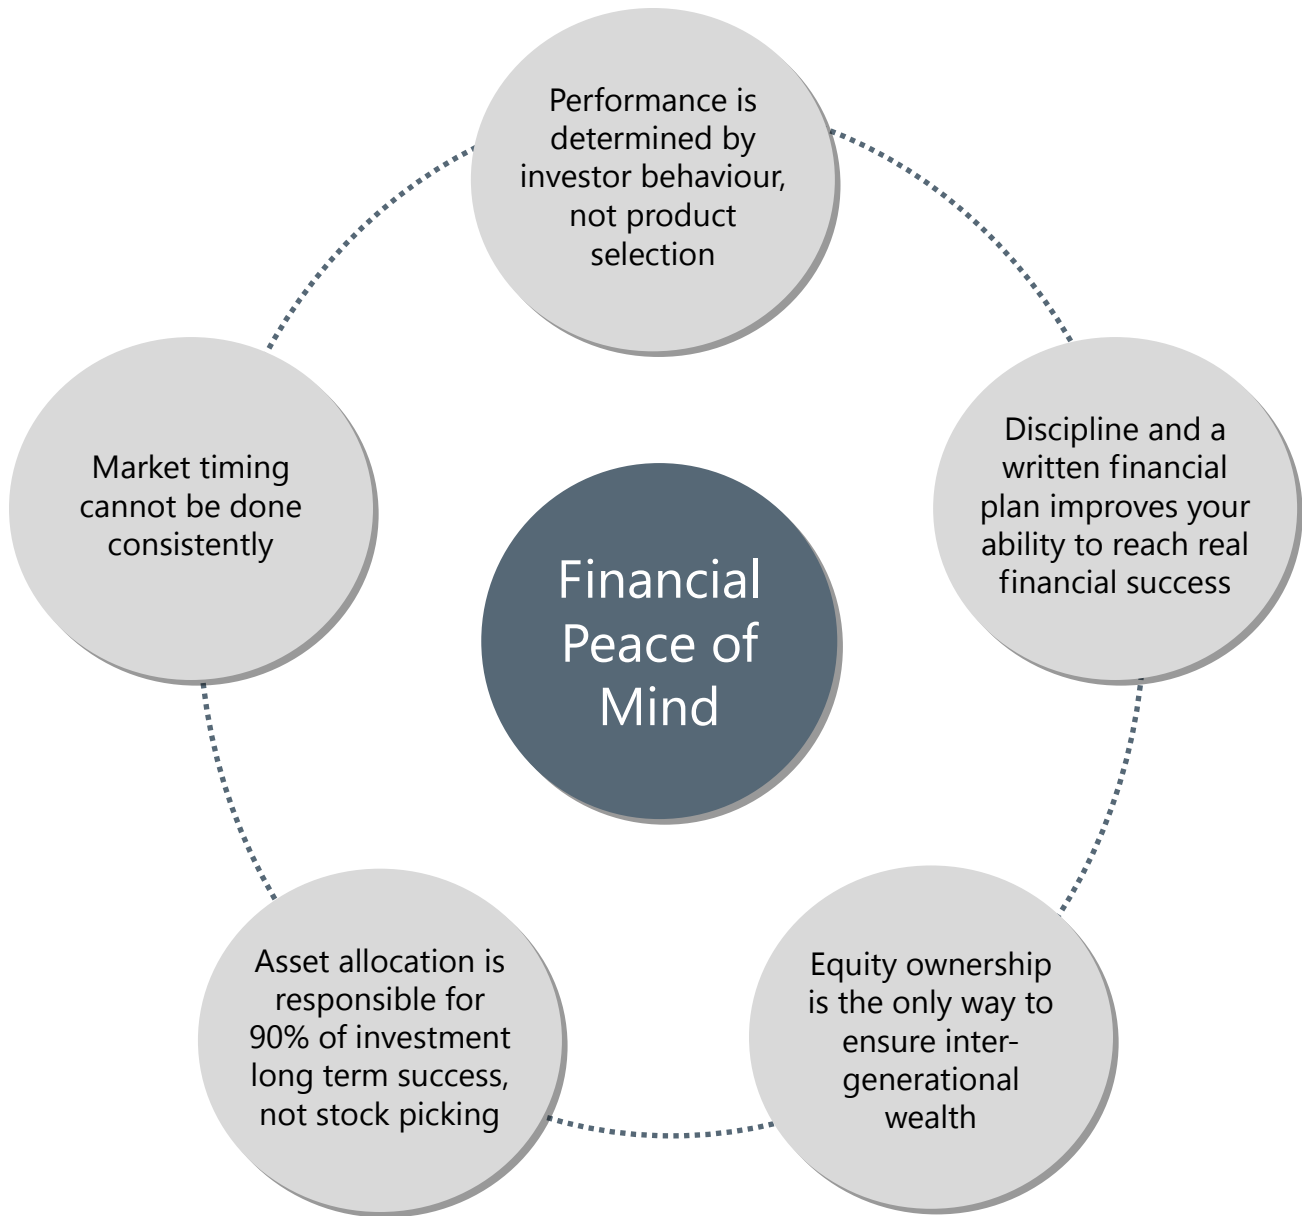 Performance is
determined by
investor behaviour,
not product
selection
Discipline and a
written financial
plan improves your
ability to reach real
financial success
Equity ownership
is the only way to
ensure inter-
generational
wealth
Asset allocation is
responsible for
90% of investment
long term success,
not stock picking
Market timing
cannot be done
consistently
Financial
Peace of
Mind